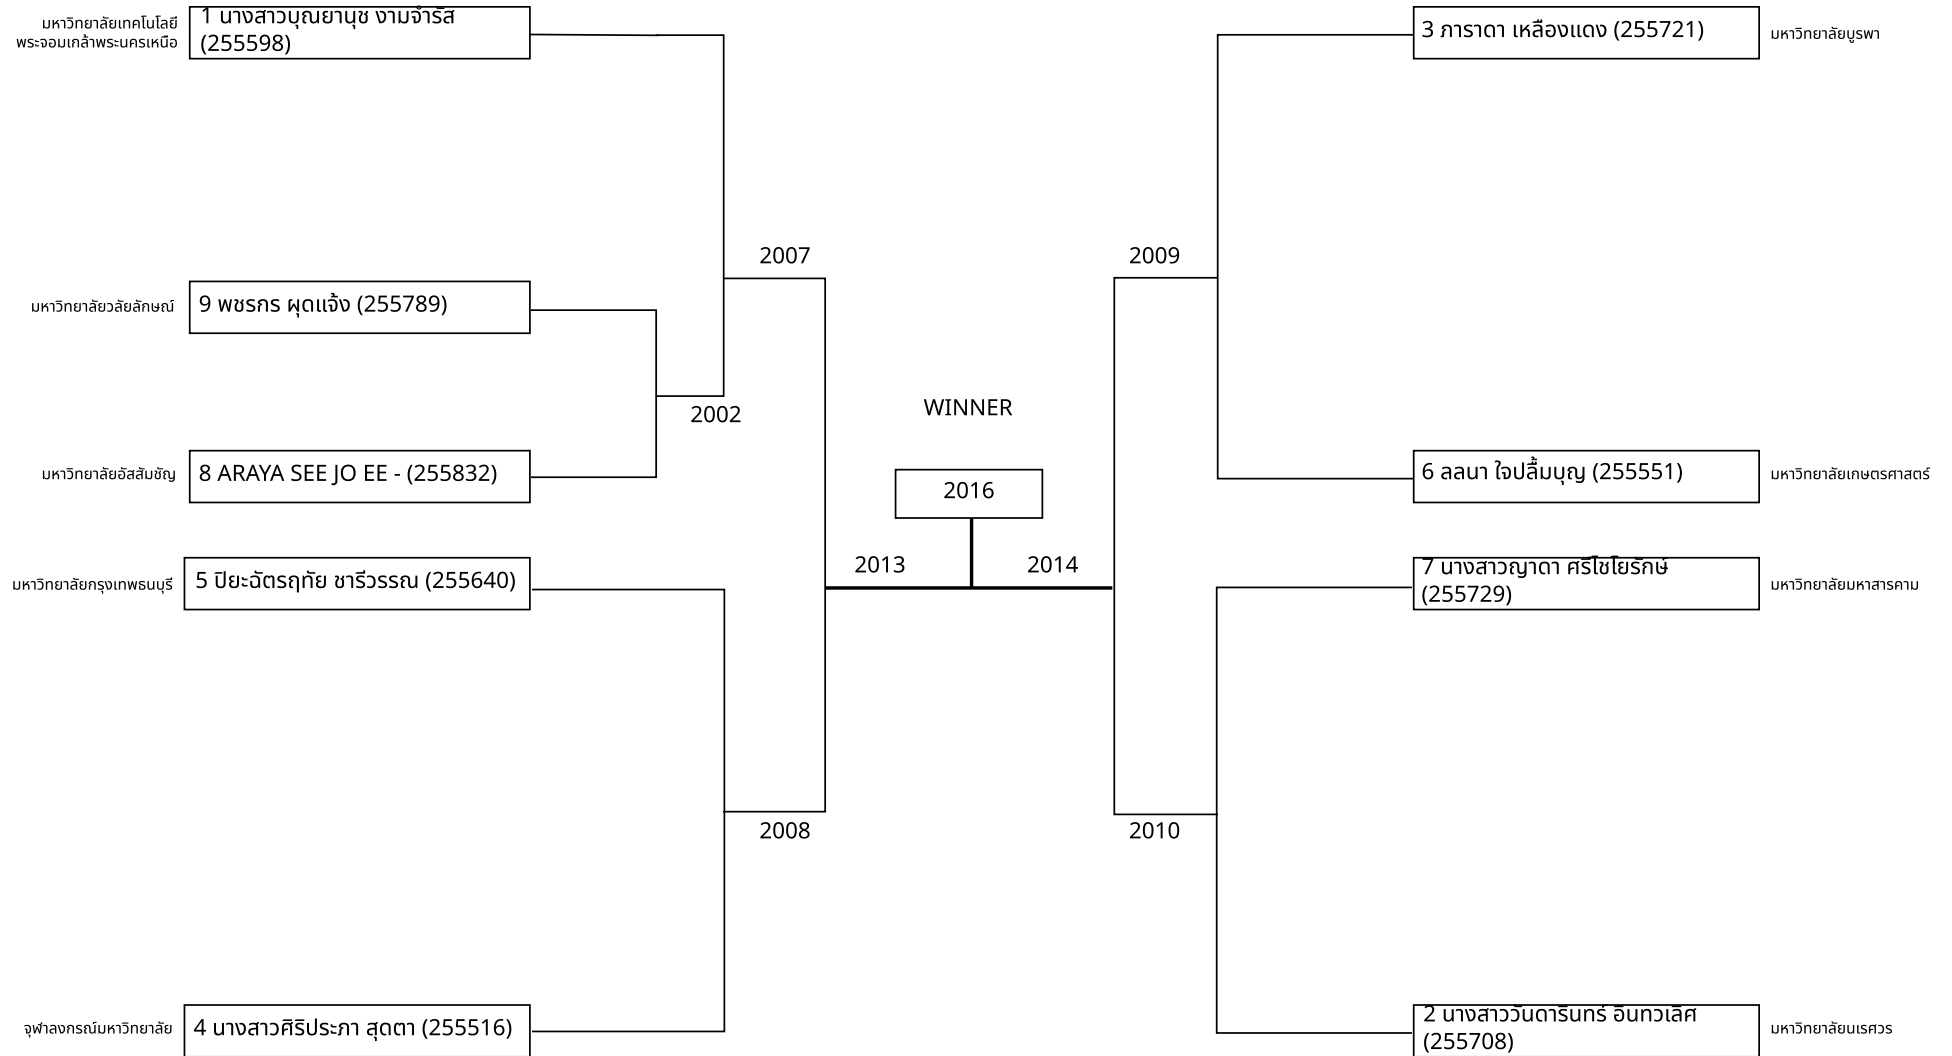 มหาวิทยาลัยเทคโนโลยี
พระจอมเกล้าพระนครเหนือ
1 นางสาวบุณยานุช งามจำรัส
(255598)
3 ภาราดา เหลืองแดง (255721)
มหาวิทยาลัยบูรพา
2007
2009
มหาวิทยาลัยวลัยลักษณ์
9 พชรกร ผุดแจ้ง (255789)
WINNER
2002
มหาวิทยาลัยอัสสัมชัญ
8 ARAYA SEE JO EE - (255832)
2016
6 ลลนา ใจปลื้มบุญ (255551)
มหาวิทยาลัยเกษตรศาสตร์
2013
2014
มหาวิทยาลัยกรุงเทพธนบุรี
5 ปิยะฉัตรฤทัย ชารีวรรณ (255640)
7 นางสาวญาดา ศรีไชโยรักษ์
(255729)
มหาวิทยาลัยมหาสารคาม
2008
2010
จุฬาลงกรณ์มหาวิทยาลัย
4 นางสาวศิริประภา สุดตา (255516)
2 นางสาววันดารินทร์ อินทวเลิศ
(255708)
มหาวิทยาลัยนเรศวร